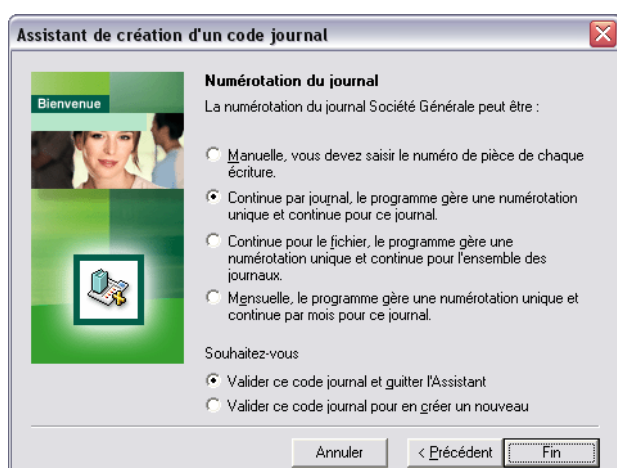 Assistant de création d'un code journal
Bienvenue
Numérotation du journal
La numérotation du journal Société Générale peut être :
Manuelle, vous devez saisir le numéro de pièce de chaque
écriture.
Continue par journal, le programme gère une numérotation
unique et continue pour ce journal.
Continue pour le fichier, le programme gère une
numérotation unique et continue pour l'ensemble des
journaux.
Mensuelle, le programme gère une numérotation unique et
continue par mois pour ce journal.
Souhaitez-vous
Valider ce code journal et quitter l'Assistant
Valider ce code journal pour en créer un nouveau
Annuler
< Précédent
Fin